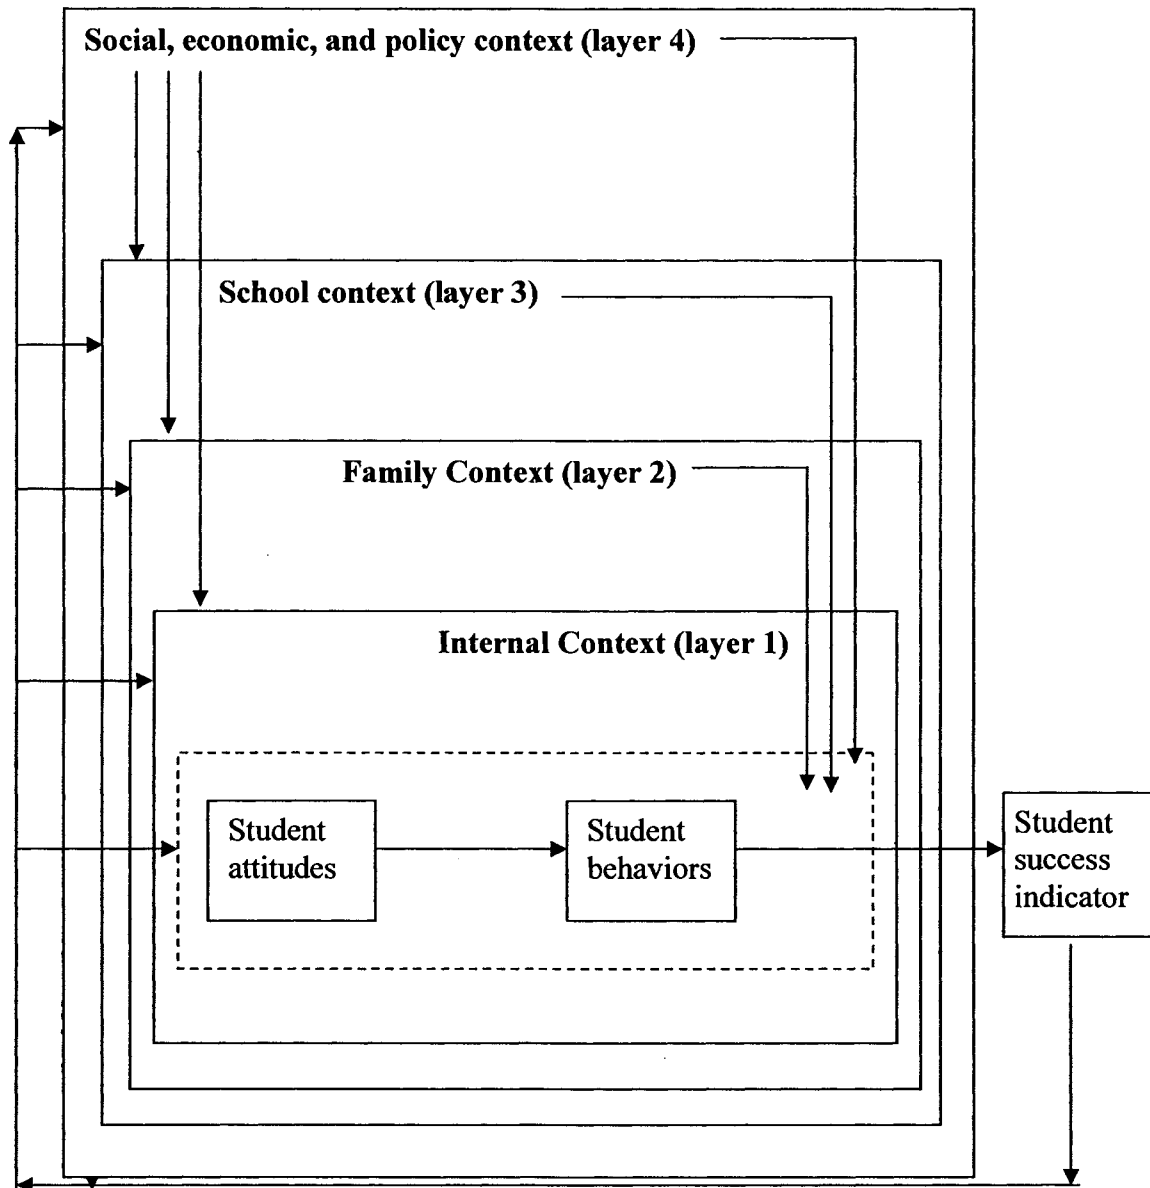 Social, economic, and policy context (layer 4)
School context (layer 3)
Family Context (layer 2)
Internal Context (layer 1)
Student
attitudes
Student
behaviors
Student
success
indicator